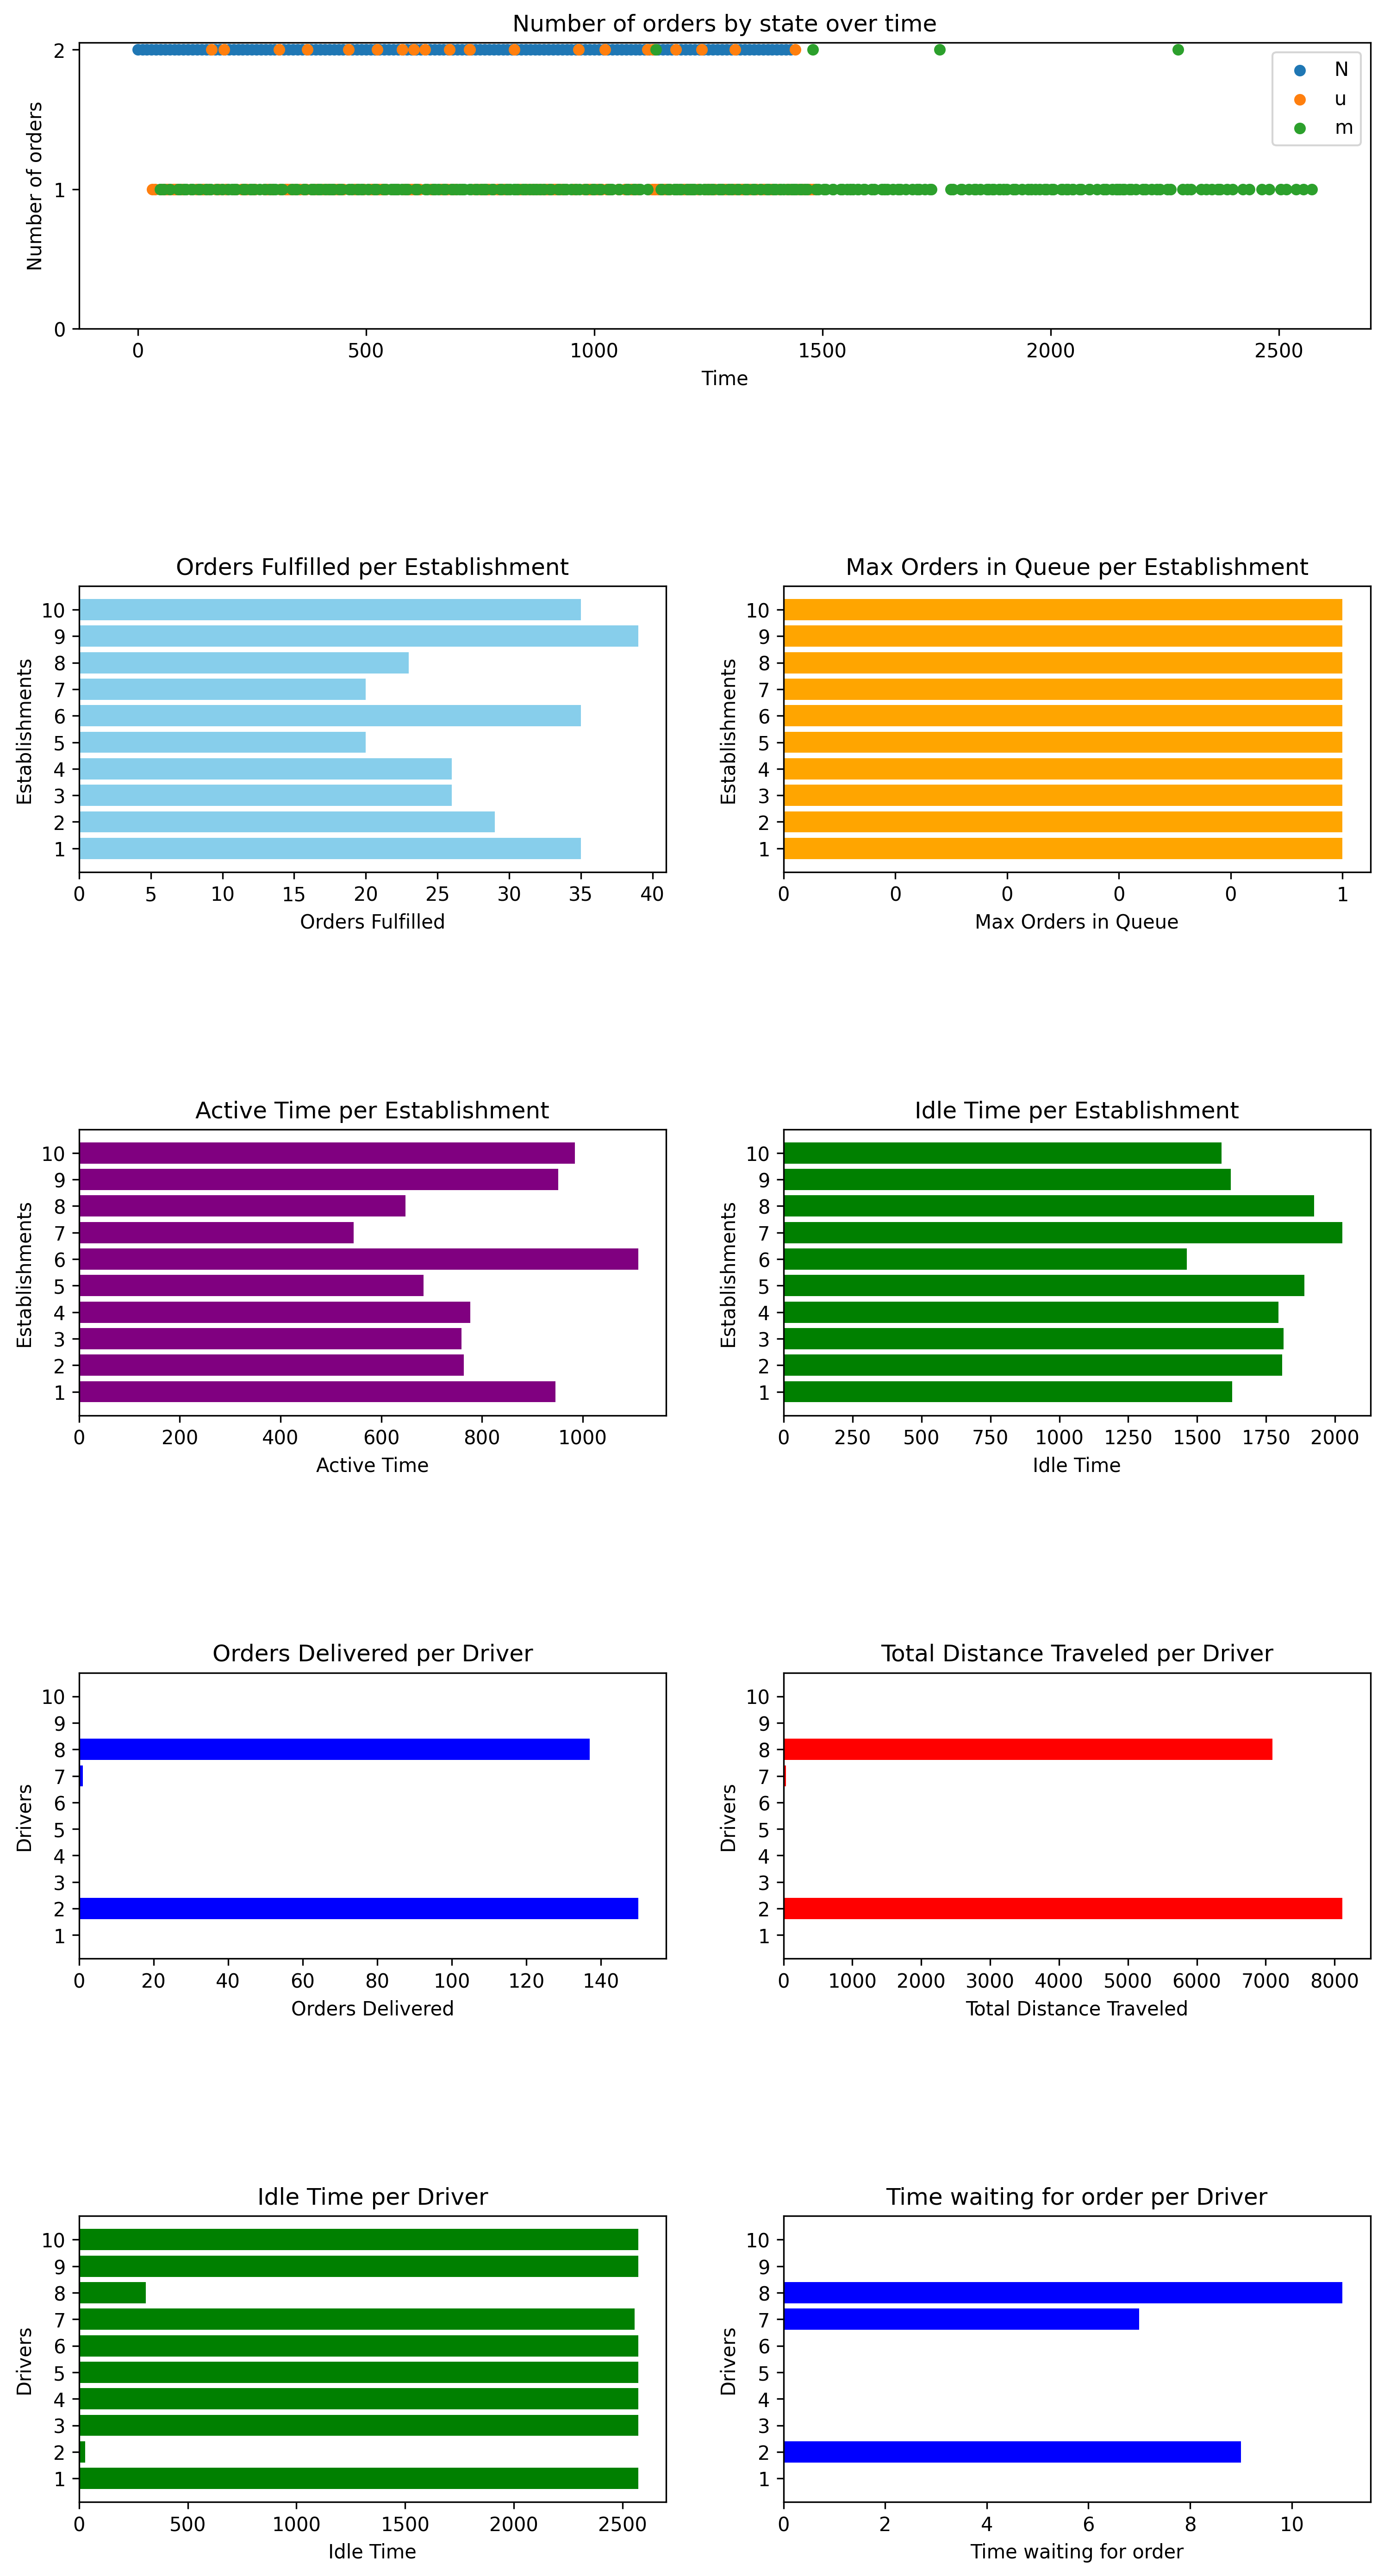 Number of orders by state over time
2
1
0
Number of orders
N
u
m
0 500 1000 1500 2000 2500
Time
Orders Fulfilled per Establishment
10
9
8
7
6
5
4
3
2
1
Establishments
0 5 10 15 20 25 30 35 40
Orders Fulfilled
Max Orders in Queue per Establishment
10
9
8
7
6
5
4
3
2
1
Establishments
0 0 0 0 0 1
Max Orders in Queue
Active Time per Establishment
10
9
8
7
6
5
4
3
2
1
Establishments
0 200 400 600 800 1000
Active Time
Idle Time per Establishment
10
9
8
7
6
5
4
3
2
1
Establishments
0 250 500 750 1000 1250 1500 1750 2000
Idle Time
Orders Delivered per Driver
10
9
8
7
6
5
4
3
2
1
Drivers
0 20 40 60 80 100 120 140
Orders Delivered
Total Distance Traveled per Driver
10
9
8
7
6
5
4
3
2
1
Drivers
0 1000 2000 3000 4000 5000 6000 7000 8000
Total Distance Traveled
Idle Time per Driver
10
9
8
7
6
5
4
3
2
1
Drivers
0 500 1000 1500 2000 2500
Idle Time
Time waiting for order per Driver
10
9
8
7
6
5
4
3
2
1
Drivers
0 2 4 6 8 10
Time waiting for order